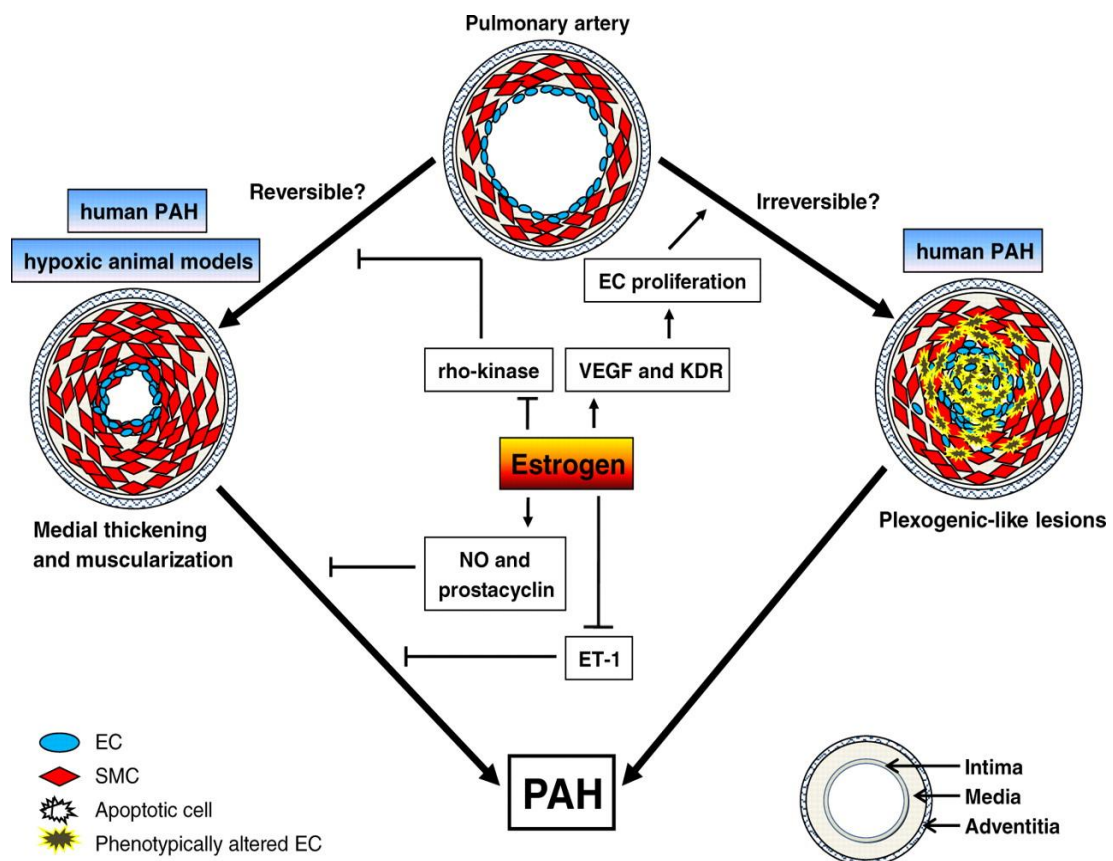 Pulmonary artery
Reversible?
Irreversible?
human PAH
hypoxic animal models
human PAH
EC proliferation
rho-kinase
VEGF and KDR
Estrogen
Medial thickening
and muscularization
Plexogenic-like lesions
NO and
prostacyclin
ET-1
PAH
EC
SMC
Apoptotic cell
Phenotypically altered EC
Intima
Media
Adventitia